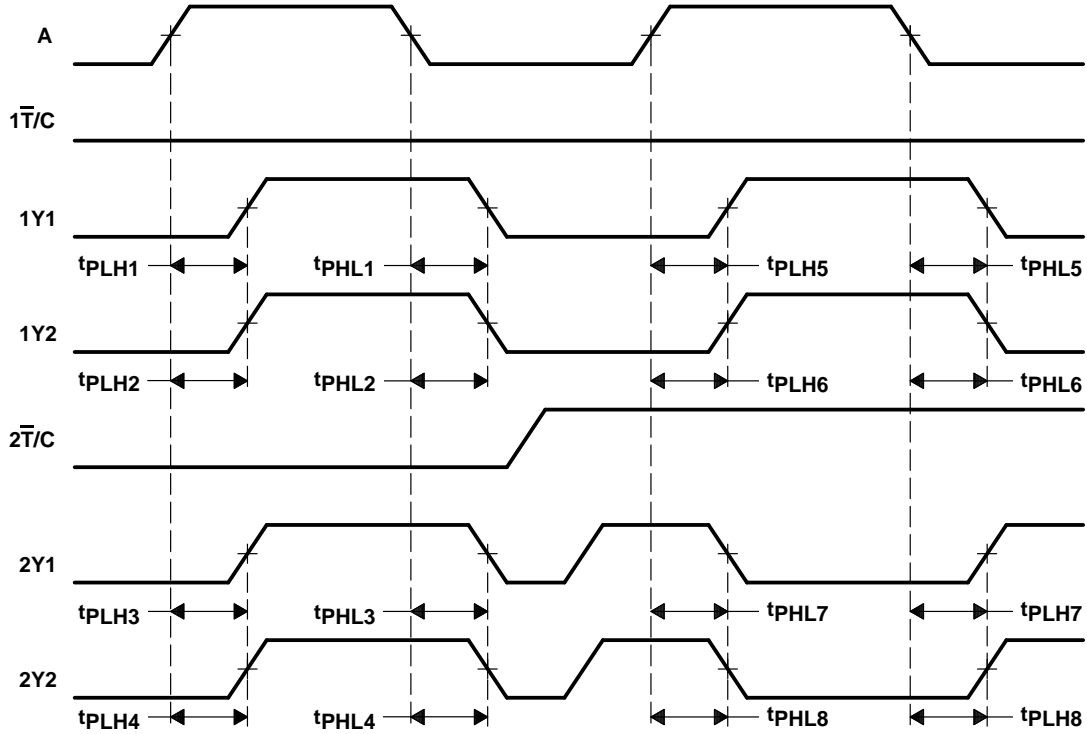 A
1T̅/C
1Y1
tPLH1 tPHL1 tPLH5 tPHL5
1Y2
tPLH2 tPHL2 tPLH6 tPHL6
2T̅/C
2Y1
tPLH3 tPHL3 tPHL7 tPLH7
2Y2
tPLH4 tPHL4 tPHL8 tPLH8